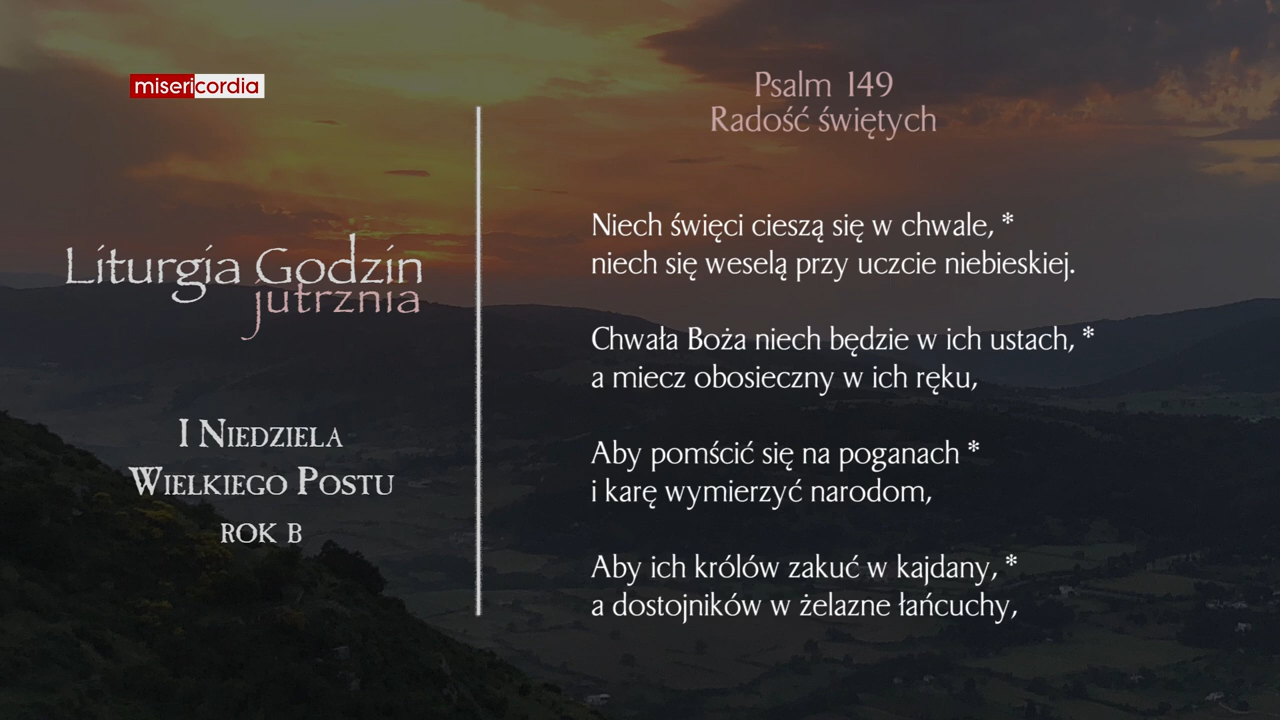 misericordia
Liturgia Godzin
jutrznia
I Niedziela
Wielkiego Postu
rok B
Psalm 149
Radość świętych
Niech święci cieszą się w chwale, *
niech się weselą przy uczcie niebieskiej.
Chwała Boża niech będzie w ich ustach, *
a miecz obosieczny w ich ręku,
Aby pomścić się na poganach *
i karę wymierzyć narodom,
Aby ich królów zakuć w kajdany, *
a dostojników w żelazne łańcuchy,